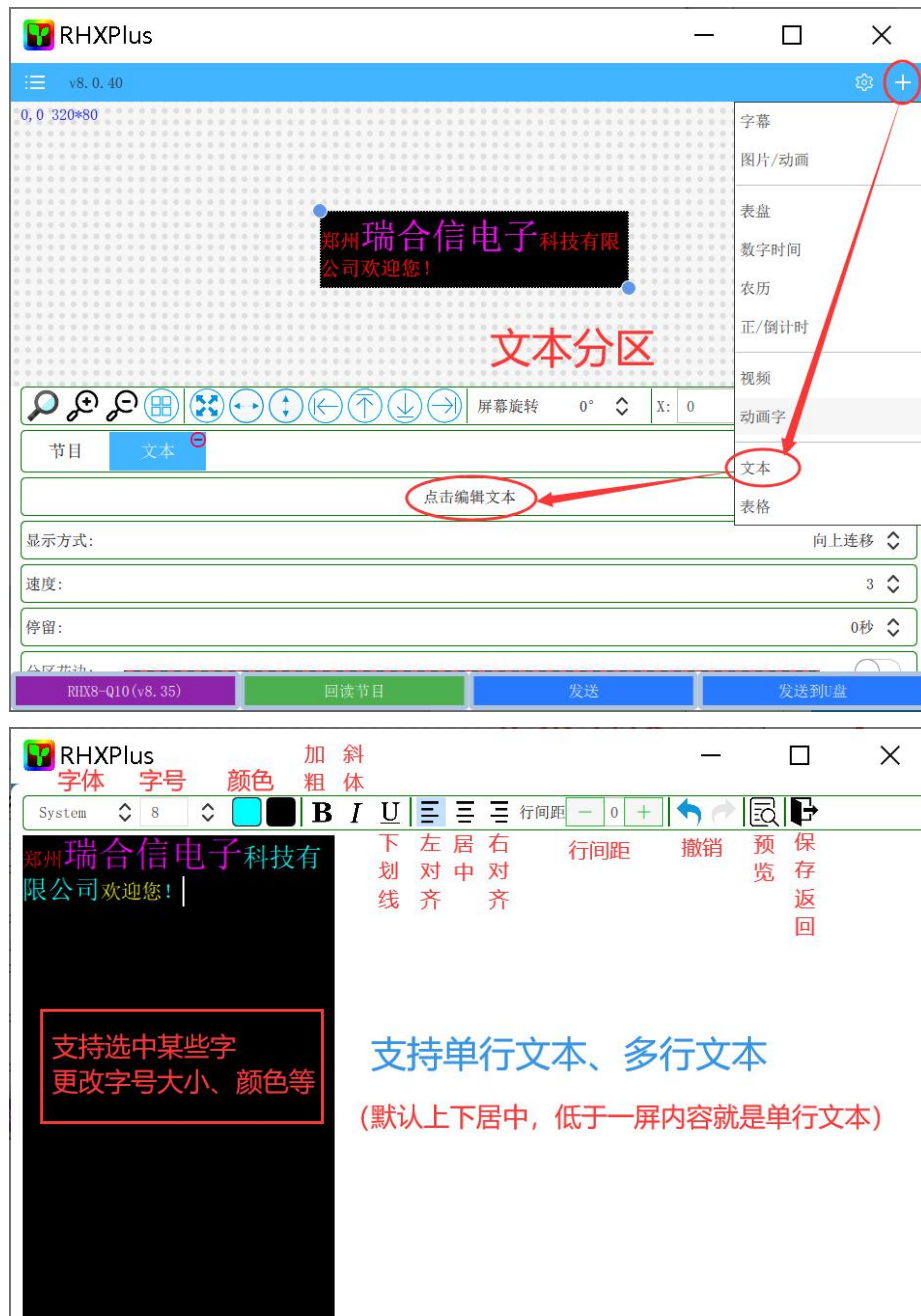 RHXPlus
v8.0.40
0,0 320*80
字幕
图片/动画
表盘
数字时间
农历
正/倒计时
视频
动画字
文本
表格
郑州瑞合信电子科技有限
公司欢迎您!
文本分区
屏幕旋转 0° X: 0
节目 文本
点击编辑文本
显示方式: 向上连移
速度: 3
停留: 0秒
分区花边:
RHX8-Q10(v8.35) 回读节目 发送 发送到U盘
RHXPlus
字体 字号 颜色 加粗 斜体
System 8 B I U 行间距 － 0 +
下划线 左对齐 居中 右对齐 行间距 撤销 预览 保存返回
郑州瑞合信电子科技有
限公司欢迎您!
支持选中某些字
更改字号大小、颜色等
支持单行文本、多行文本
(默认上下居中，低于一屏内容就是单行文本)